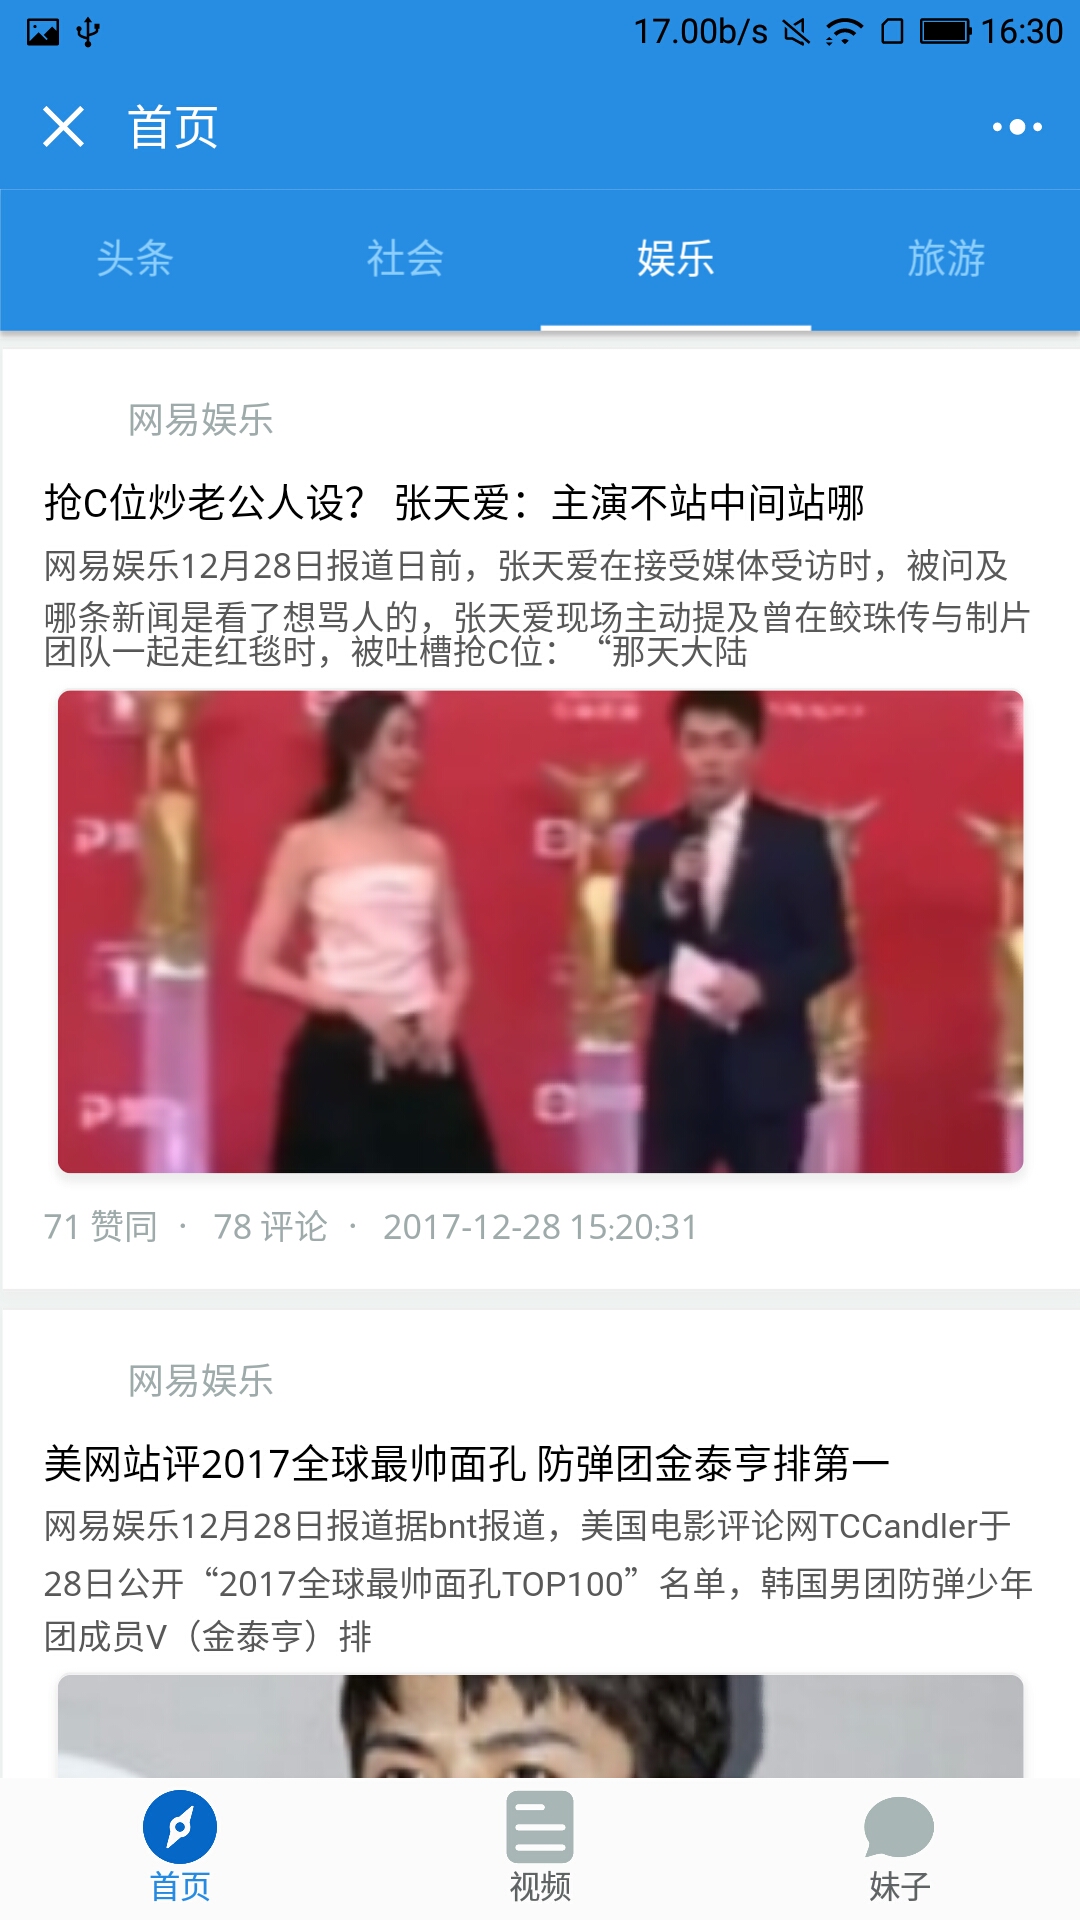 17.00b/s 16:30
首页
头条 社会 娱乐 旅游
网易娱乐
抢C位炒老公人设？ 张天爱：主演不站中间站哪
网易娱乐12月28日报道日前，张天爱在接受媒体受访时，被问及
哪条新闻是看了想骂人的，张天爱现场主动提及曾在鲛珠传与制片
团队一起走红毯时，被吐槽抢C位：“那天大陆
71 赞同 · 78 评论 · 2017-12-28 15:20:31
网易娱乐
美网站评2017全球最帅面孔 防弹团金泰亨排第一
网易娱乐12月28日报道据bnt报道，美国电影评论网TCCandler于
28日公开“2017全球最帅面孔TOP100”名单，韩国男团防弹少年
团成员V（金泰亨）排
首页 视频 妹子